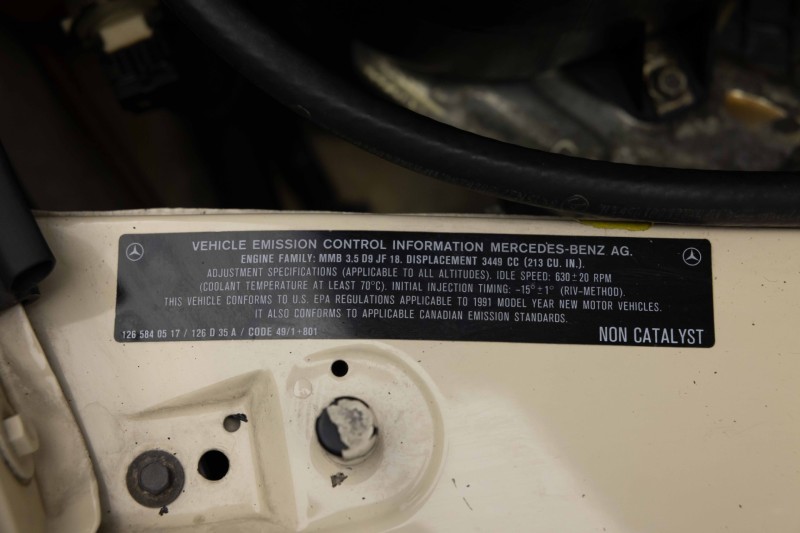 VEHICLE EMISSION CONTROL INFORMATION MERCEDES-BENZ AG.
ENGINE FAMILY: MMB 3.5 D9 JF 18. DISPLACEMENT 3449 CC (213 CU. IN.).
ADJUSTMENT SPECIFICATIONS (APPLICABLE TO ALL ALTITUDES). IDLE SPEED: 630±20 RPM
(COOLANT TEMPERATURE AT LEAST 70°C). INITIAL INJECTION TIMING: -15°±1° (RIV-METHOD).
THIS VEHICLE CONFORMS TO U.S. EPA REGULATIONS APPLICABLE TO 1991 MODEL YEAR NEW MOTOR VEHICLES.
IT ALSO CONFORMS TO APPLICABLE CANADIAN EMISSION STANDARDS.
126 584 05 17 / 126 D 35 A / CODE 49/1+801
NON CATALYST